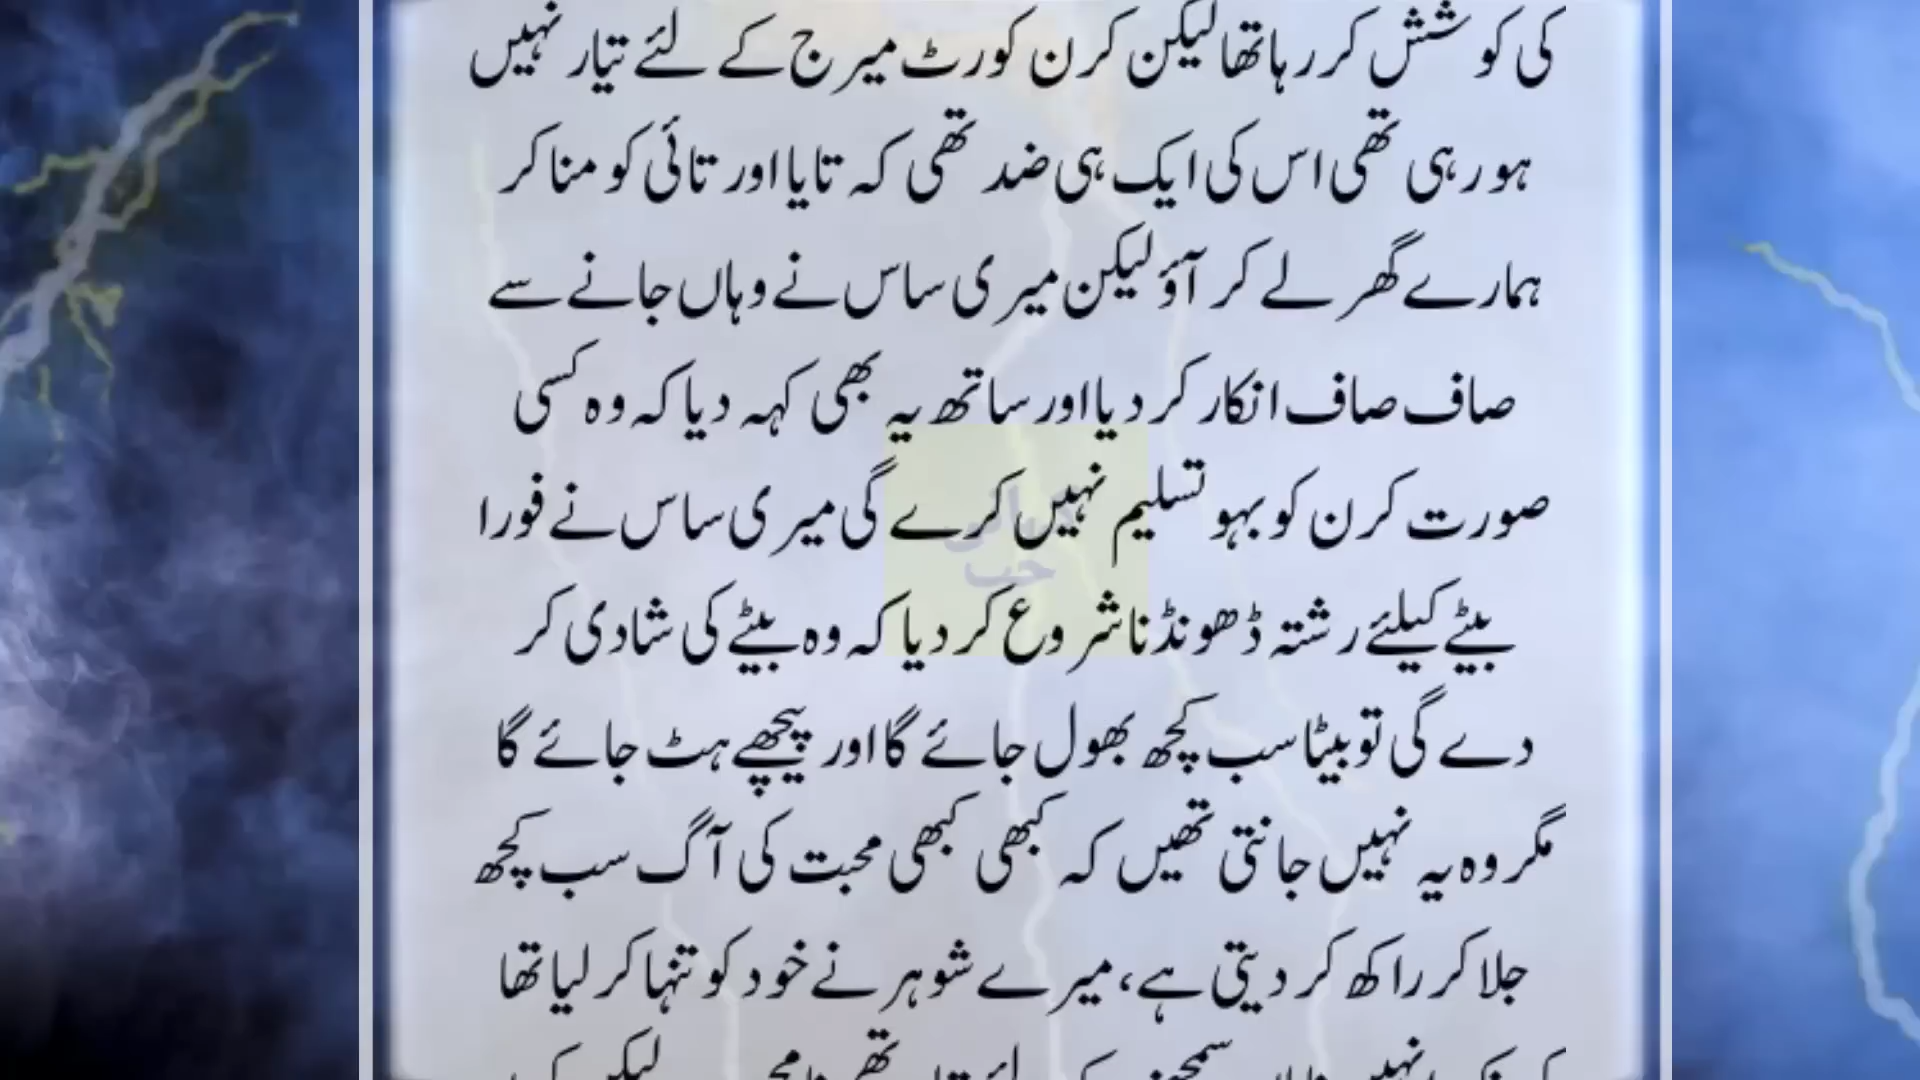 کی کوشش کر رہا تھا لیکن کرن کورٹ میرج کے لئے تیار نہیں
ہو رہی تھی اس کی ایک ہی ضد تھی کہ تایا اور تائی کو منا کر
ہمارے گھر لے کر آؤ لیکن میری ساس نے وہاں جانے سے
صاف صاف انکار کر دیا اور ساتھ یہ بھی کہہ دیا کہ وہ کسی
صورت کرن کو بہو تسلیم نہیں کرے گی میری ساس نے فورا
بیٹے کیلئے رشتہ ڈھونڈنا شروع کر دیا کہ وہ بیٹے کی شادی کر
دے گی تو بیٹا سب کچھ بھول جائے گا اور پیچھے ہٹ جائے گا
مگر وہ یہ نہیں جانتی تھیں کہ کبھی کبھی محبت کی آگ سب کچھ
جلا کر راکھ کر دیتی ہے، میرے شوہر نے خود کو تنہا کر لیا تھا